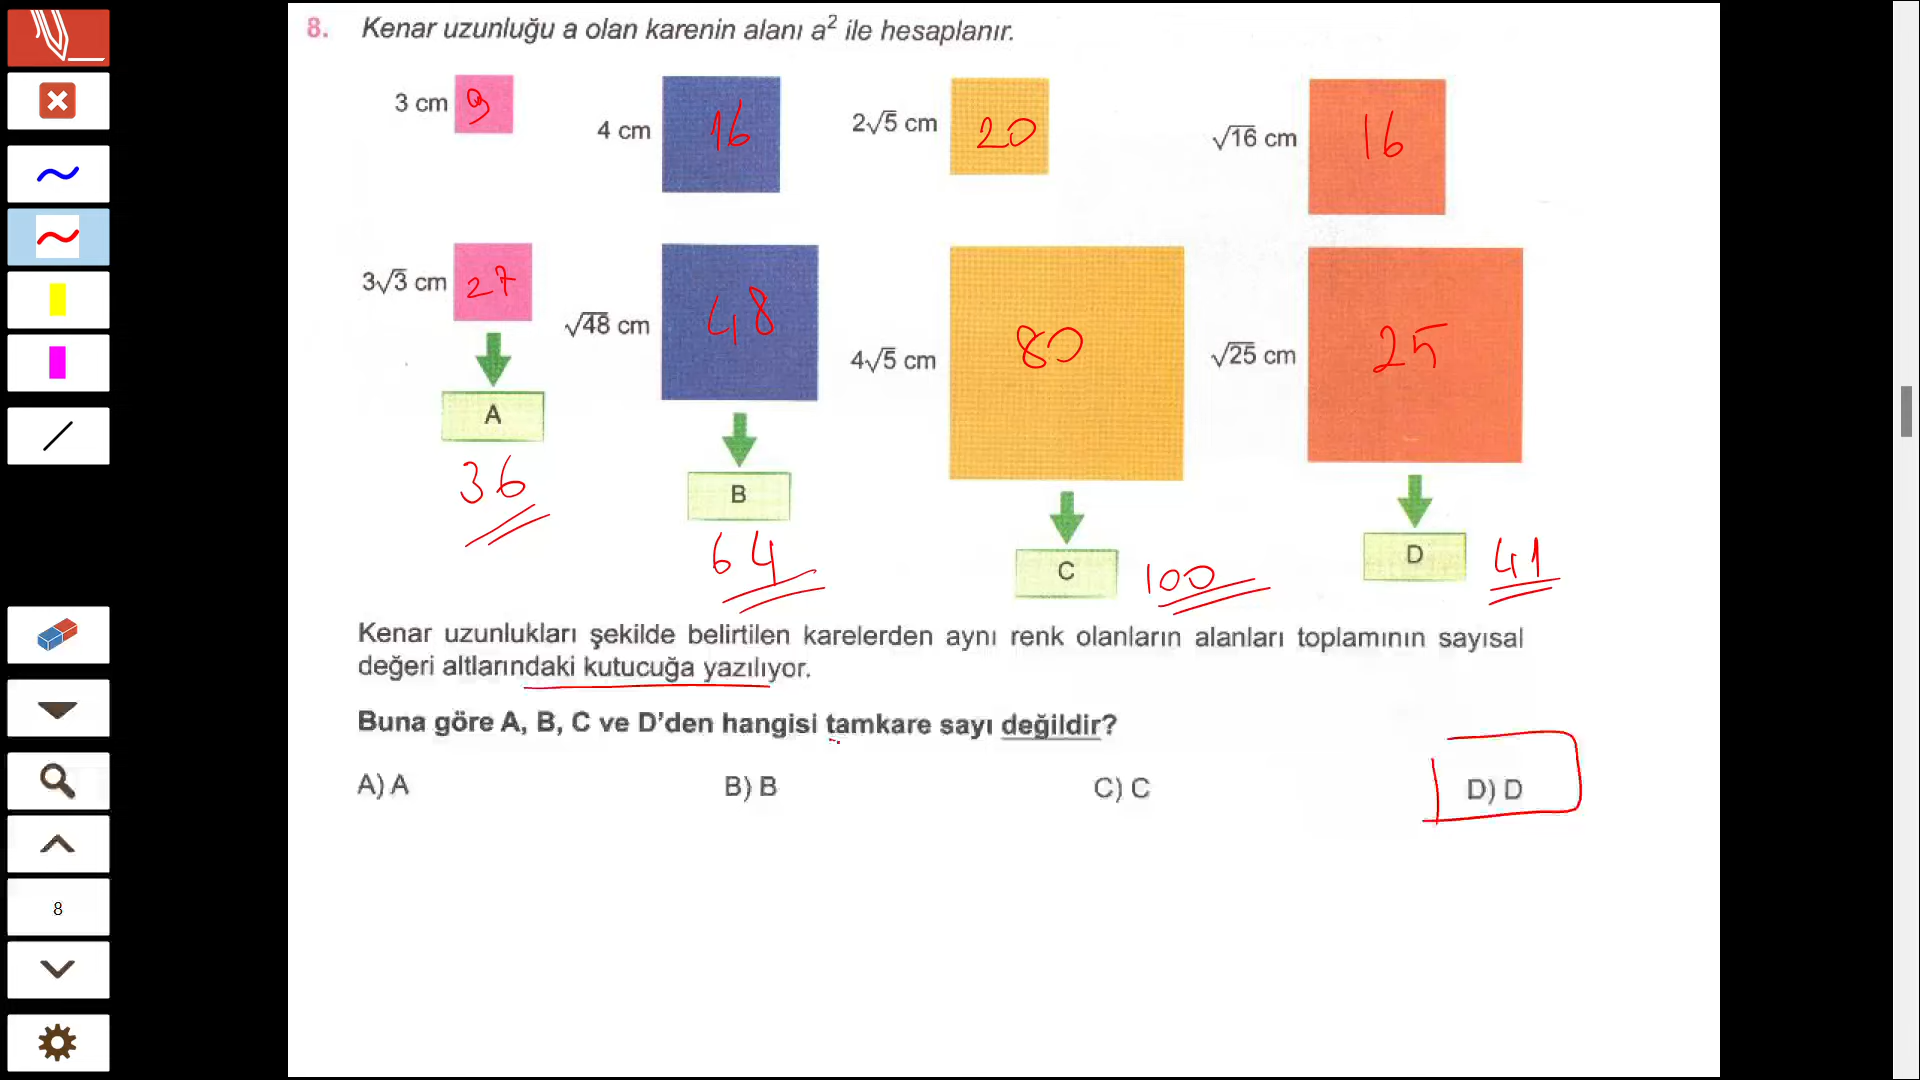 8. Kenar uzunluğu a olan karenin alanı a² ile hesaplanır.
3 cm 9
4 cm 16
2√5 cm 20
√16 cm 16
3√3 cm 27
√48 cm 48
4√5 cm 80
√25 cm 25
A
36
B
64
C
100
D
41
Kenar uzunlukları şekilde belirtilen karelerden aynı renk olanların alanları toplamının sayısal
değeri altlarındaki kutucuğa yazılıyor.
Buna göre A, B, C ve D'den hangisi tamkare sayı değildir?
A) A B) B C) C D) D
8